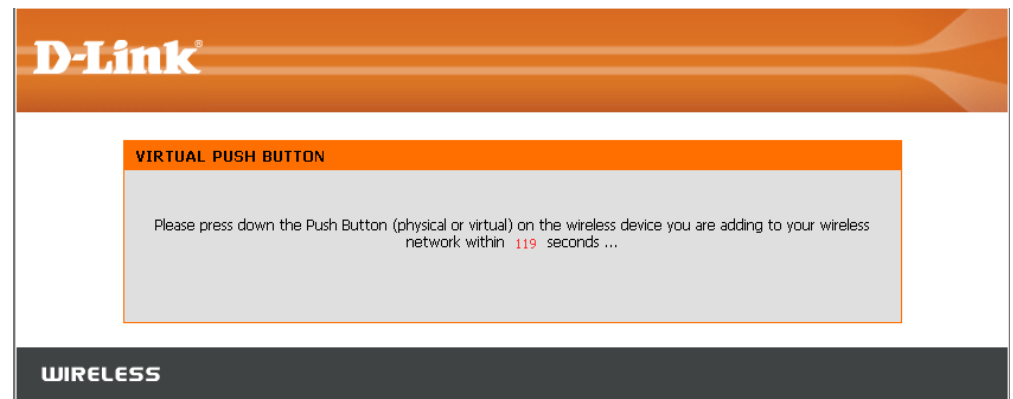 D-Link®
VIRTUAL PUSH BUTTON
Please press down the Push Button (physical or virtual) on the wireless device you are adding to your wireless
network within 119 seconds ...
WIRELESS